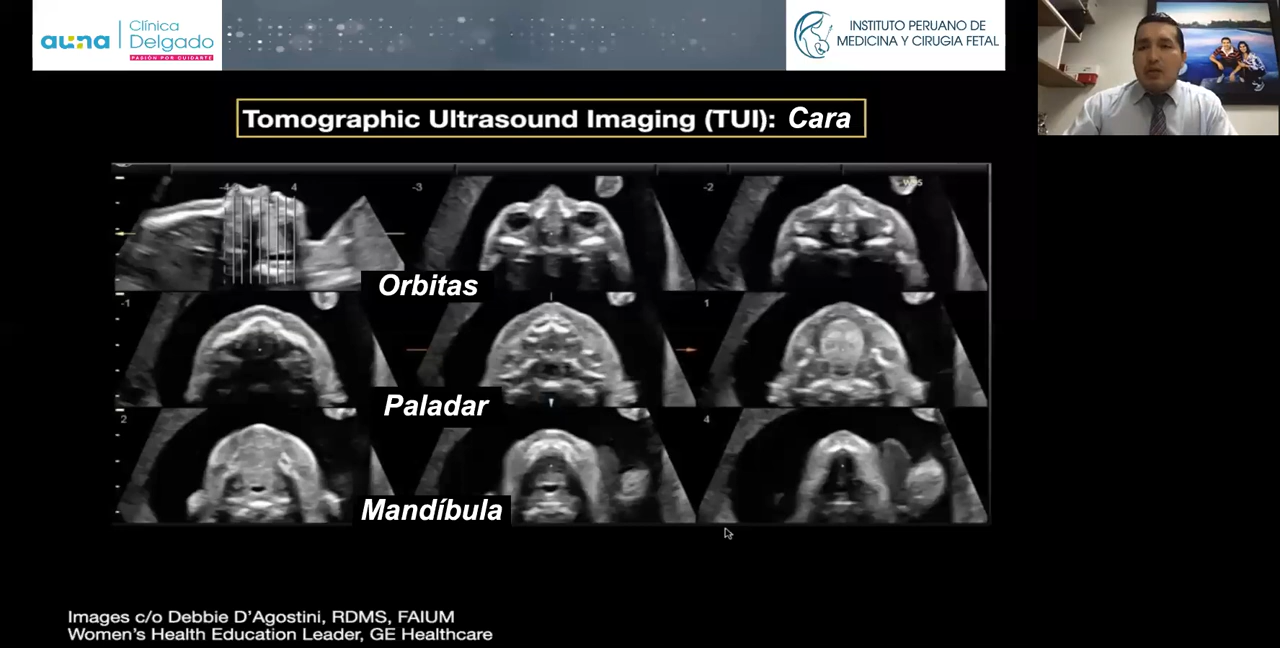 auna
Clínica
Delgado
PASIÓN POR CUIDARTE
INSTITUTO PERUANO DE
MEDICINA Y CIRUGIA FETAL
Tomographic Ultrasound Imaging (TUI): Cara
4
-3
-2
Orbitas
-1
1
Paladar
2
4
Mandíbula
Images c/o Debbie D’Agostini, RDMS, FAIUM
Women’s Health Education Leader, GE Healthcare